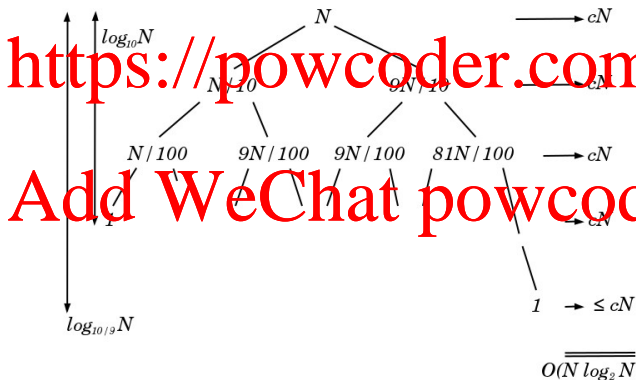 N cN
log₁₀N
https://powcoder.com
N/10 9N/10 cN
N/100 9N/100 9N/100 81N/100 cN
Add WeChat powcod
1 cN
1 ≤ cN
log₁₀/₉N
O(N log₂ N